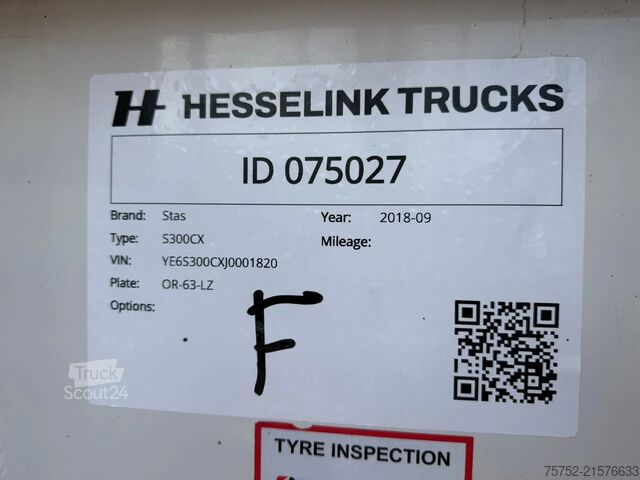 HESSELINK TRUCKS
ID 075027
Brand: Stas Year: 2018-09
Type: S300CX Mileage:
VIN: YE6S300CXJ0001820
Plate: OR-63-LZ
Options:
F
Truck
Scout24
TYRE INSPECTION
75752-21576633